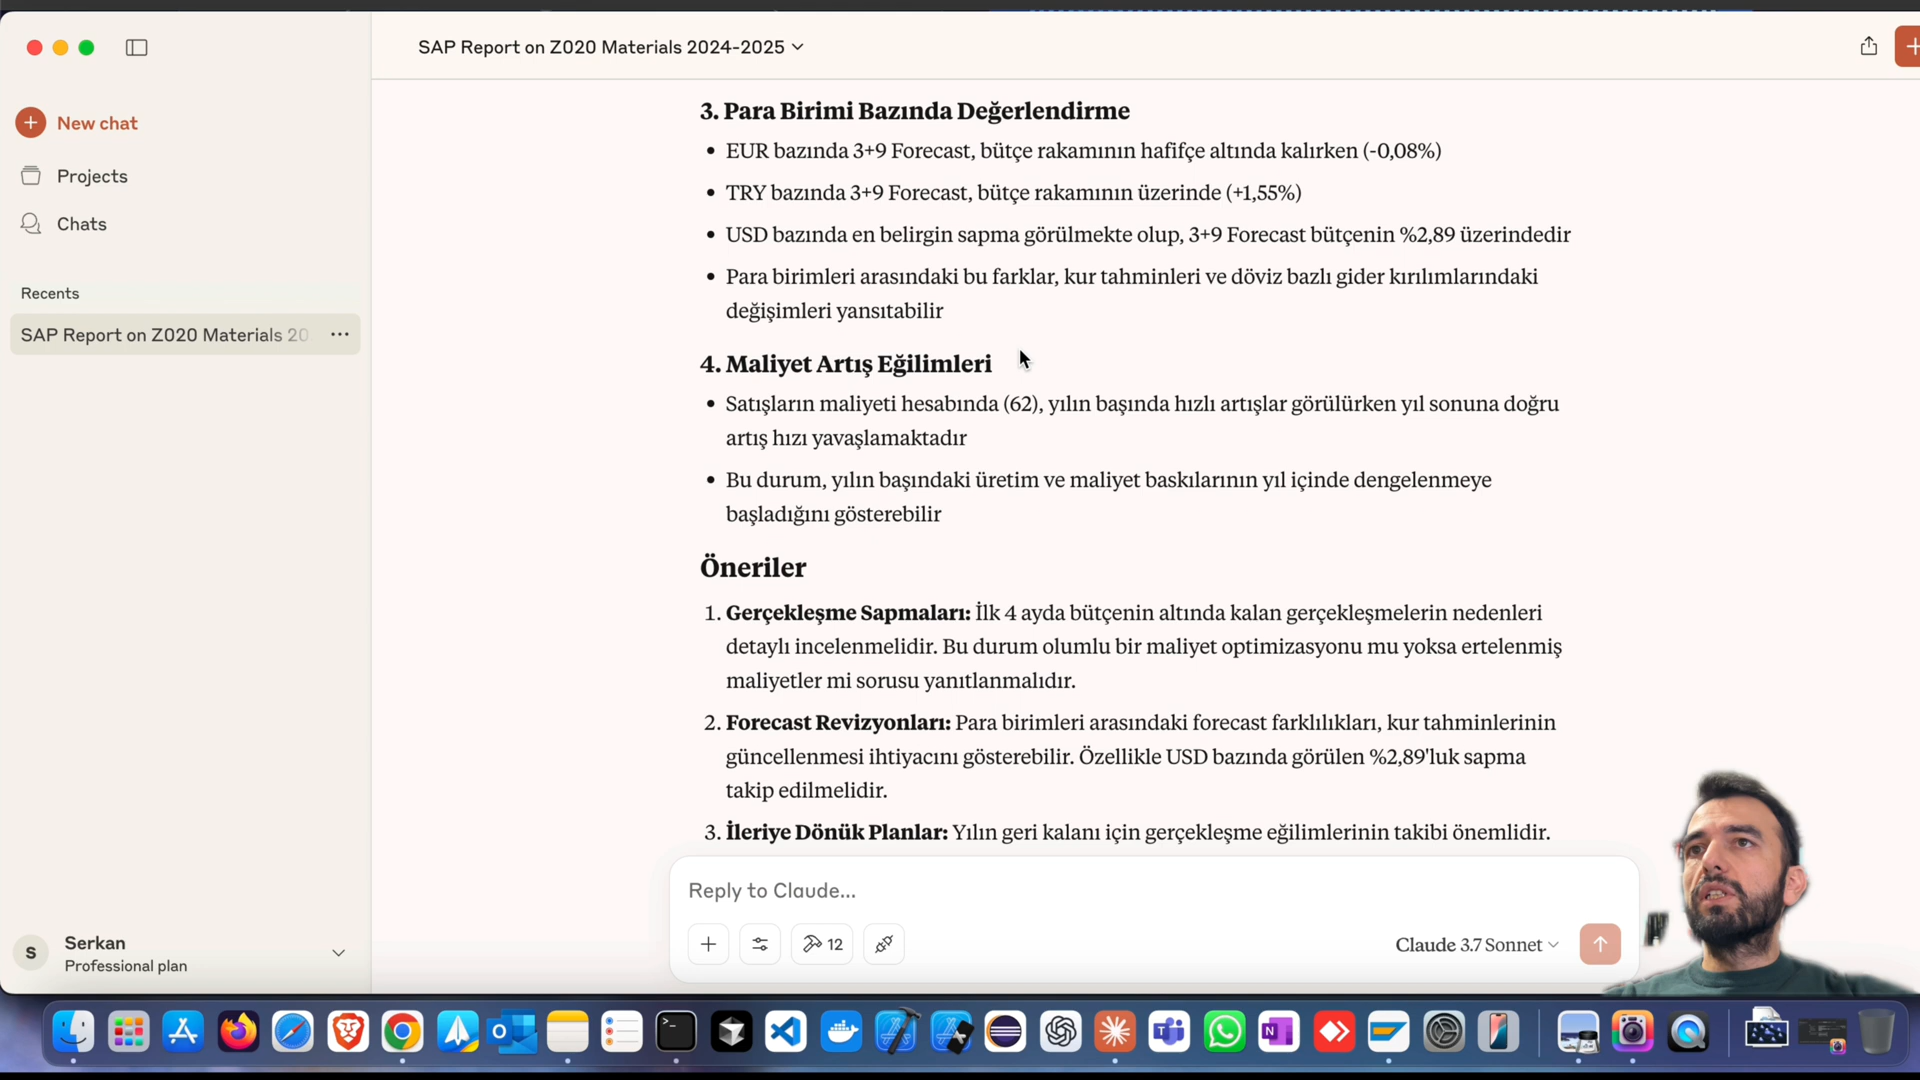 SAP Report on Z020 Materials 2024-2025
New chat
Projects
Chats
Recents
SAP Report on Z020 Materials 20
3. Para Birimi Bazında Değerlendirme
EUR bazında 3+9 Forecast, bütçe rakamının hafifçe altında kalırken (-0,08%)
TRY bazında 3+9 Forecast, bütçe rakamının üzerinde (+1,55%)
USD bazında en belirgin sapma görülmekte olup, 3+9 Forecast bütçenin %2,89 üzerindedir
Para birimleri arasındaki bu farklar, kur tahminleri ve döviz bazlı gider kırılımlarındaki
değişimleri yansıtabilir
4. Maliyet Artış Eğilimleri
Satışların maliyeti hesabında (62), yılın başında hızlı artışlar görülürken yıl sonuna doğru
artış hızı yavaşlamaktadır
Bu durum, yılın başındaki üretim ve maliyet baskılarının yıl içinde dengelenmeye
başladığını gösterebilir
Öneriler
1. Gerçekleşme Sapmaları: İlk 4 ayda bütçenin altında kalan gerçekleşmelerin nedenleri
detaylı incelenmelidir. Bu durum olumlu bir maliyet optimizasyonu mu yoksa ertelenmiş
maliyetler mi sorusu yanıtlanmalıdır.
2. Forecast Revizyonları: Para birimleri arasındaki forecast farklılıkları, kur tahminlerinin
güncellenmesi ihtiyacını gösterebilir. Özellikle USD bazında görülen %2,89'luk sapma
takip edilmelidir.
3. İleriye Dönük Planlar: Yılın geri kalanı için gerçekleşme eğilimlerinin takibi önemlidir.
Reply to Claude...
12
Claude 3.7 Sonnet
S
Serkan
Professional plan